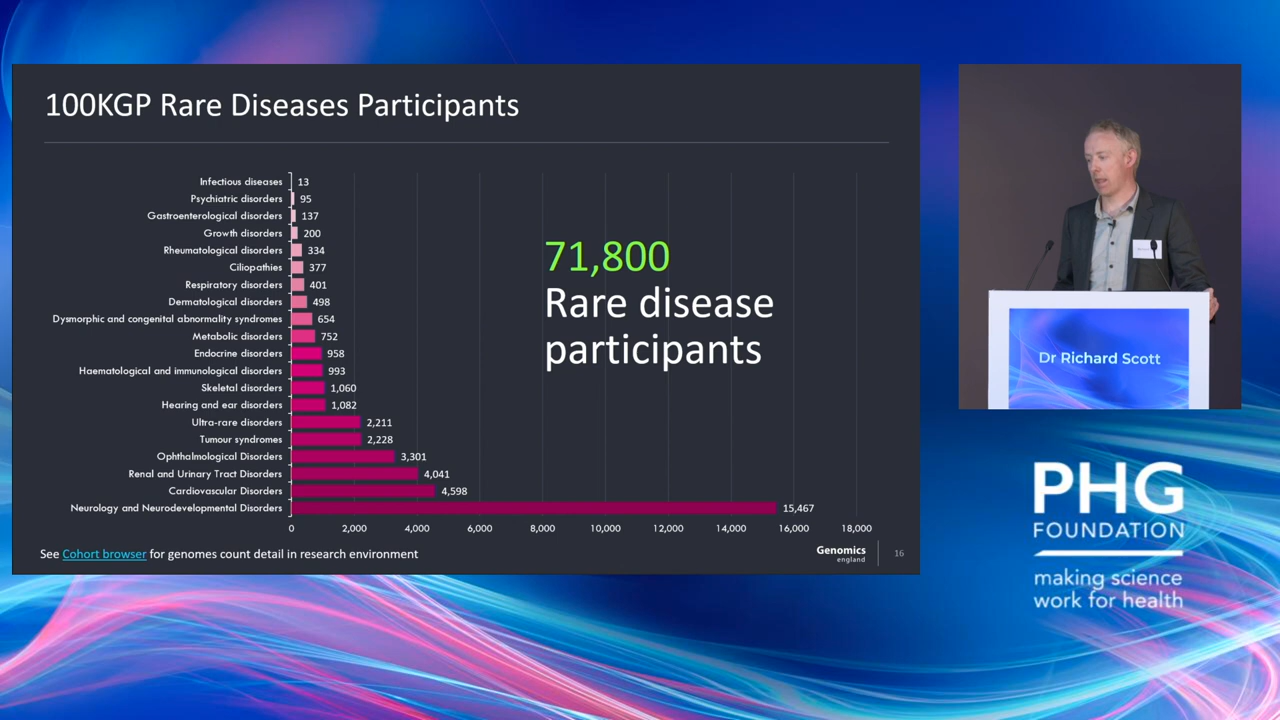 100KGP Rare Diseases Participants
Infectious diseases 13
Psychiatric disorders 95
Gastroenterological disorders 137
Growth disorders 200
Rheumatological disorders 334
Ciliopathies 377
Respiratory disorders 401
Dermatological disorders 498
Dysmorphic and congenital abnormality syndromes 654
Metabolic disorders 752
Endocrine disorders 958
Haematological and immunological disorders 993
Skeletal disorders 1,060
Hearing and ear disorders 1,082
Ultra-rare disorders 2,211
Tumour syndromes 2,228
Ophthalmological Disorders 3,301
Renal and Urinary Tract Disorders 4,041
Cardiovascular Disorders 4,598
Neurology and Neurodevelopmental Disorders 15,467
0 2,000 4,000 6,000 8,000 10,000 12,000 14,000 16,000 18,000
71,800
Rare disease
participants
See Cohort browser for genomes count detail in research environment
Genomics
england
16
Dr Richard Scott
PHG
FOUNDATION
making science
work for health